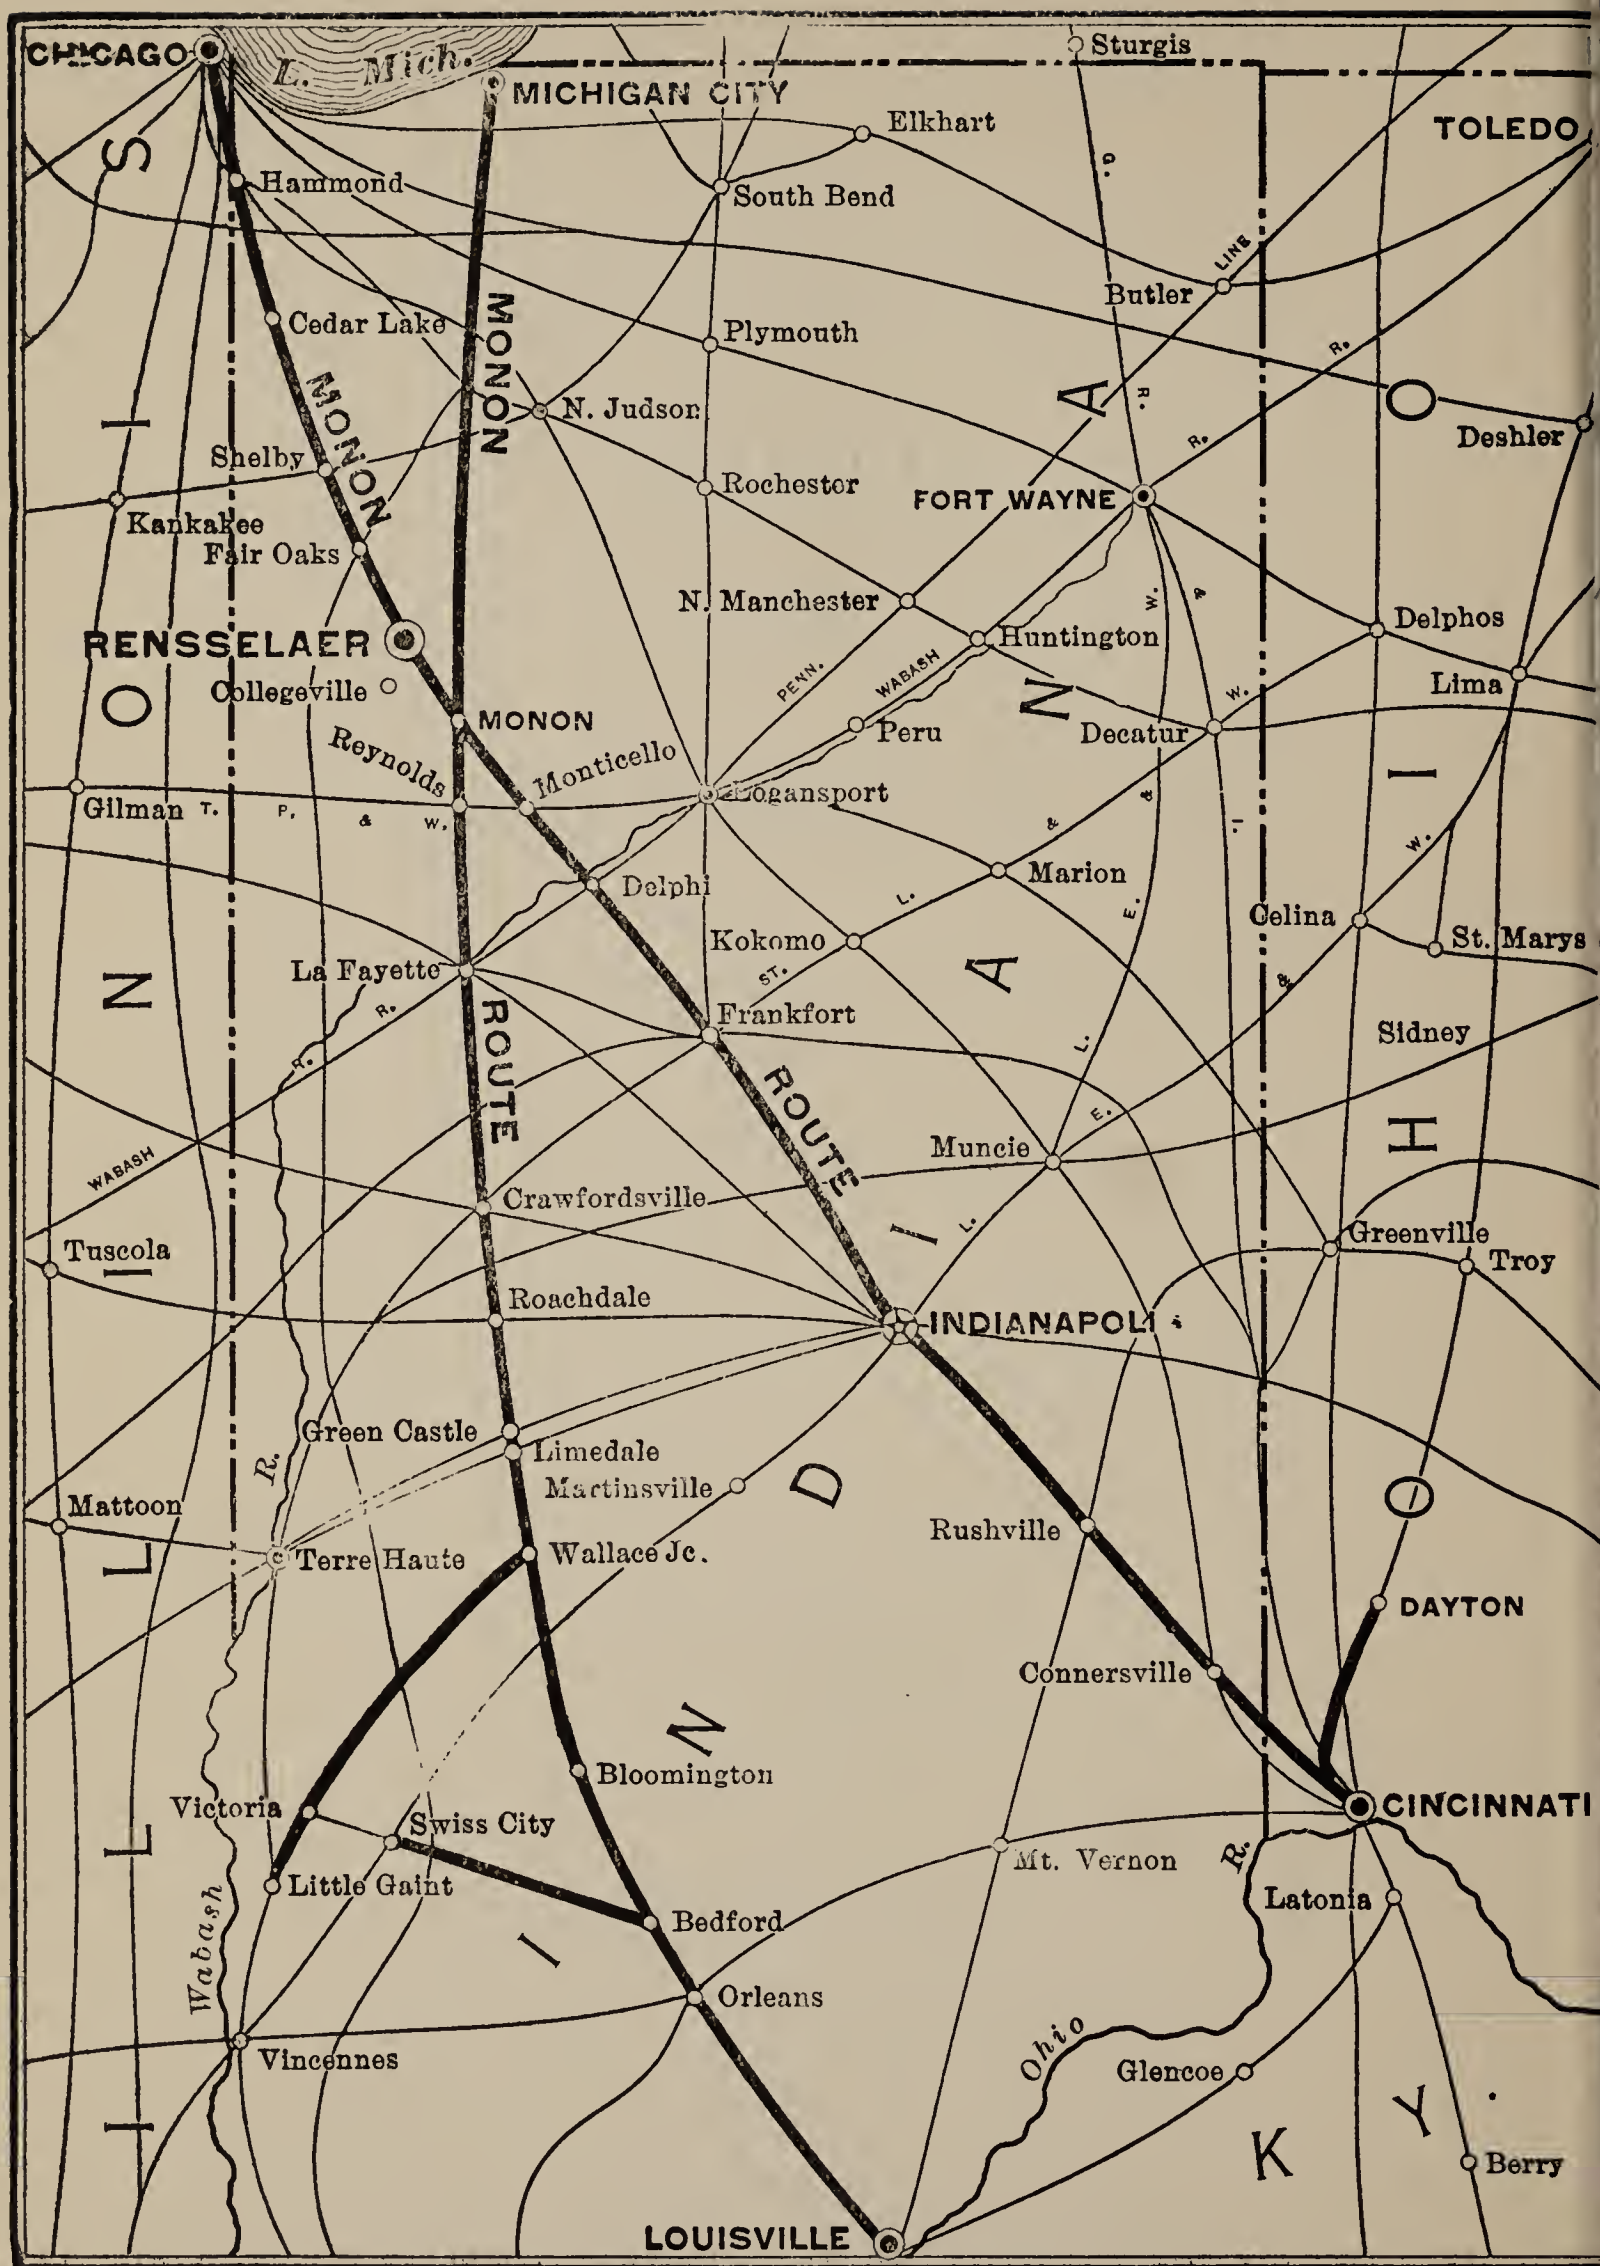 CHICAGO
L. Mich.
MICHIGAN CITY
Sturgis
Elkhart
TOLEDO
Hammond
South Bend
G.
LINE
Butler
Cedar Lake
MONON
Plymouth
R.
MONON
A
R.
O
N. Judson
R.
Deshler
Shelby
Rochester
FORT WAYNE
Kankakee
Fair Oaks
N. Manchester
W.
&
Delphos
RENSSELAER
Huntington
Collegeville
PENN.
WABASH
N
W.
Lima
MONON
Reynolds
Monticello
Peru
Decatur
I
Gilman
T. P. & W.
Logansport
&
&
I.
W.
Delphi
L.
Marion
E.
Celina
St. Marys
Kokomo
La Fayette
ST.
A
&
R.
Frankfort
Sidney
R.
ROUTE
ROUTE
L.
E.
H
WABASH
Muncie
Crawfordsville
I
L.
Greenville
Tuscola
Troy
Roachdale
INDIANAPOLI
Green Castle
Limedale
R.
Martinsville
D
O
Mattoon
Rushville
Terre Haute
Wallace Jc.
DAYTON
Connersville
N
Bloomington
Victoria
Swiss City
CINCINNATI
Mt. Vernon
R.
Little Gaint
Latonia
Bedford
I
Wabash
Orleans
Ohio
Vincennes
Glencoe
K Y.
Berry
LOUISVILLE
ILLINOIS